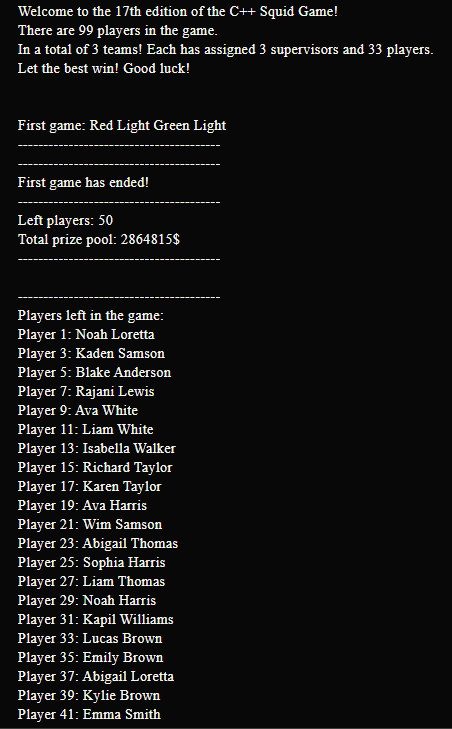 Welcome to the 17th edition of the C++ Squid Game!
There are 99 players in the game.
In a total of 3 teams! Each has assigned 3 supervisors and 33 players.
Let the best win! Good luck!
First game: Red Light Green Light
----------------------------------------
----------------------------------------
First game has ended!
----------------------------------------
Left players: 50
Total prize pool: 2864815$
----------------------------------------
----------------------------------------
Players left in the game:
Player 1: Noah Loretta
Player 3: Kaden Samson
Player 5: Blake Anderson
Player 7: Rajani Lewis
Player 9: Ava White
Player 11: Liam White
Player 13: Isabella Walker
Player 15: Richard Taylor
Player 17: Karen Taylor
Player 19: Ava Harris
Player 21: Wim Samson
Player 23: Abigail Thomas
Player 25: Sophia Harris
Player 27: Liam Thomas
Player 29: Noah Harris
Player 31: Kapil Williams
Player 33: Lucas Brown
Player 35: Emily Brown
Player 37: Abigail Loretta
Player 39: Kylie Brown
Player 41: Emma Smith